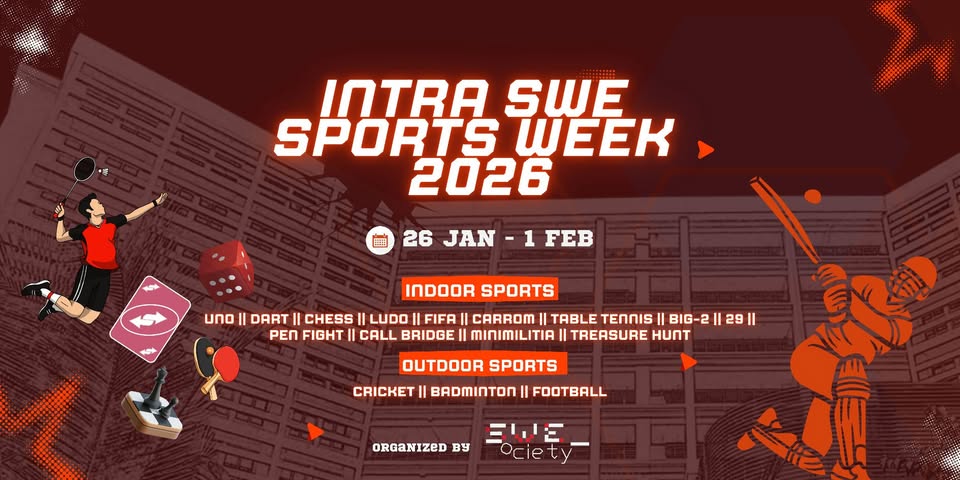 INTRA SWE
SPORTS WEEK
2026
26 JAN - 1 FEB
INDOOR SPORTS
UNO || DART || CHESS || LUDO || FIFA || CARROM || TABLE TENNIS || BIG-2 || 29 ||
PEN FIGHT || CALL BRIDGE || MINIMILITIA || TREASURE HUNT
OUTDOOR SPORTS
CRICKET || BADMINTON || FOOTBALL
ORGANIZED BY SWE_
Ociety